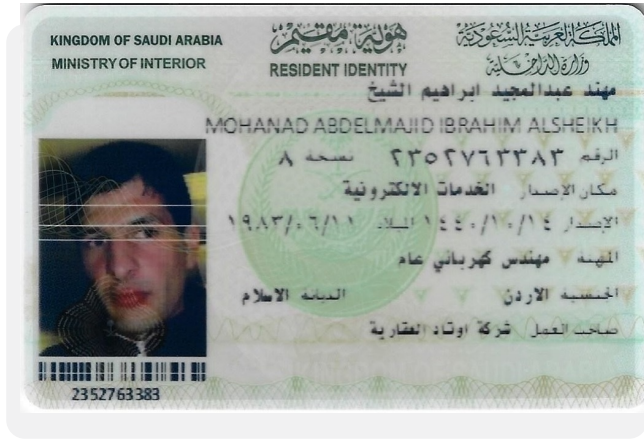 KINGDOM OF SAUDI ARABIA
MINISTRY OF INTERIOR
هوية مقيم
RESIDENT IDENTITY
المملكة العربية السعودية
وزارة الداخلية
مهند عبدالمجيد ابراهيم الشيخ
MOHANAD ABDELMAJID IBRAHIM ALSHEIKH
الرقم ٢٣٥٢٧٦٣٣٨٣ نسخة ٨
مكان الإصدار الخدمات الالكترونية
الإصدار ١٤٤٠/١٠/١٤ الميلاد ١٩٨٣/٠٦/١١
المهنة مهندس كهربائي عام
الجنسية الاردن الديانة الاسلام
صاحب العمل شركة اوتاد العقارية
2352763383